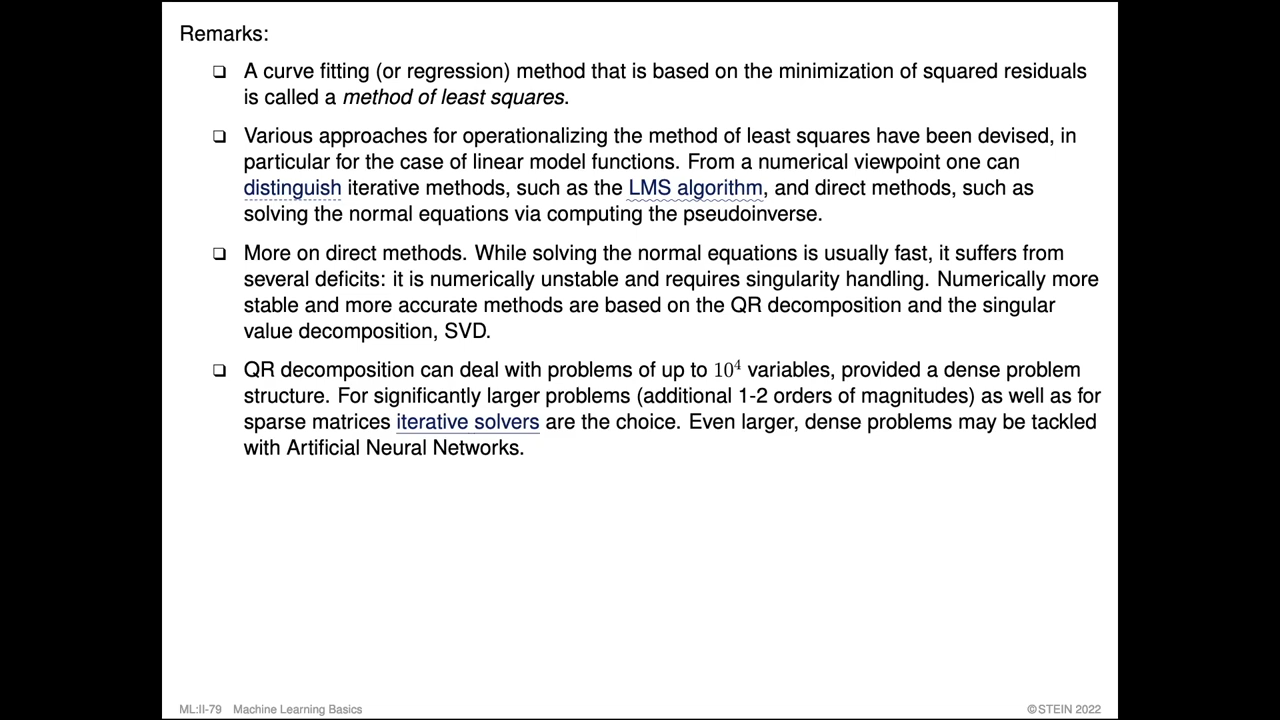 Remarks:
❑ A curve fitting (or regression) method that is based on the minimization of squared residuals
is called a method of least squares.
❑ Various approaches for operationalizing the method of least squares have been devised, in
particular for the case of linear model functions. From a numerical viewpoint one can
distinguish iterative methods, such as the LMS algorithm, and direct methods, such as
solving the normal equations via computing the pseudoinverse.
❑ More on direct methods. While solving the normal equations is usually fast, it suffers from
several deficits: it is numerically unstable and requires singularity handling. Numerically more
stable and more accurate methods are based on the QR decomposition and the singular
value decomposition, SVD.
❑ QR decomposition can deal with problems of up to 10⁴ variables, provided a dense problem
structure. For significantly larger problems (additional 1-2 orders of magnitudes) as well as for
sparse matrices iterative solvers are the choice. Even larger, dense problems may be tackled
with Artificial Neural Networks.
ML:II-79 Machine Learning Basics
©STEIN 2022